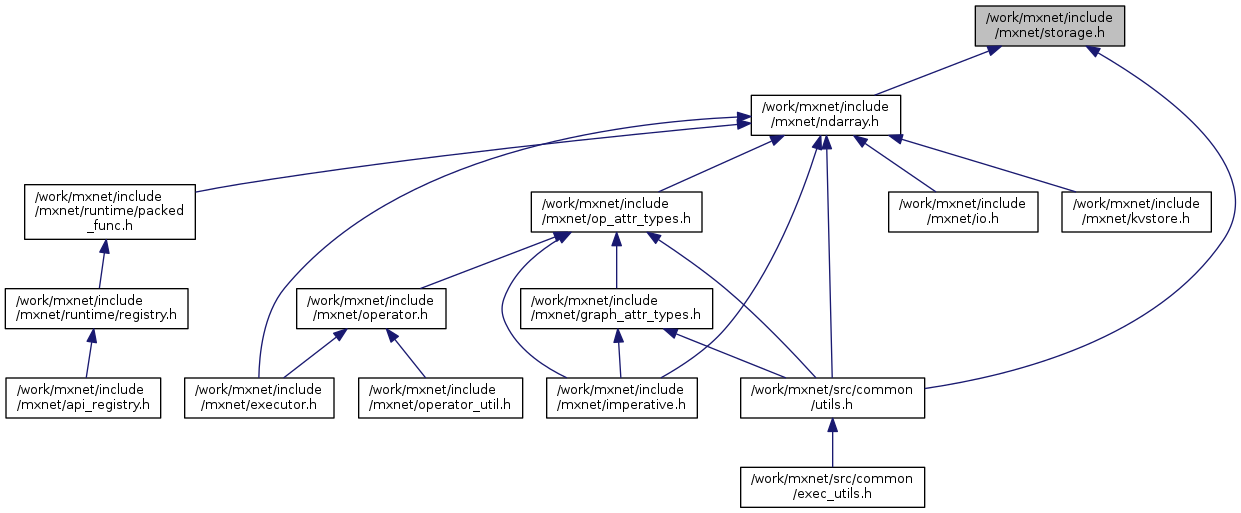 /work/mxnet/include
/mxnet/storage.h
/work/mxnet/include
/mxnet/ndarray.h
/work/mxnet/include
/mxnet/runtime/packed
_func.h
/work/mxnet/include
/mxnet/op_attr_types.h
/work/mxnet/include
/mxnet/io.h
/work/mxnet/include
/mxnet/kvstore.h
/work/mxnet/include
/mxnet/runtime/registry.h
/work/mxnet/include
/mxnet/operator.h
/work/mxnet/include
/mxnet/graph_attr_types.h
/work/mxnet/include
/mxnet/api_registry.h
/work/mxnet/include
/mxnet/executor.h
/work/mxnet/include
/mxnet/operator_util.h
/work/mxnet/include
/mxnet/imperative.h
/work/mxnet/src/common
/utils.h
/work/mxnet/src/common
/exec_utils.h